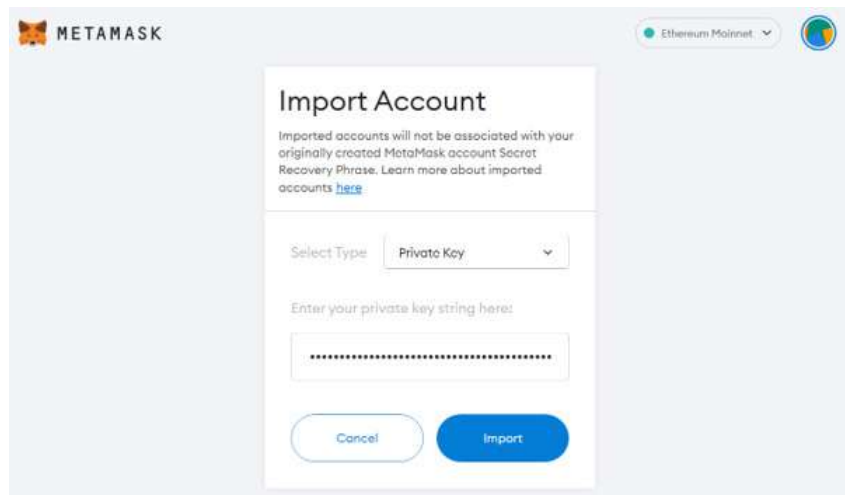 METAMASK
Ethereum Mainnet
Import Account
Imported accounts will not be associated with your
originally created MetaMask account Secret
Recovery Phrase. Learn more about imported
accounts here
Select Type Private Key
Enter your private key string here:
Cancel Import